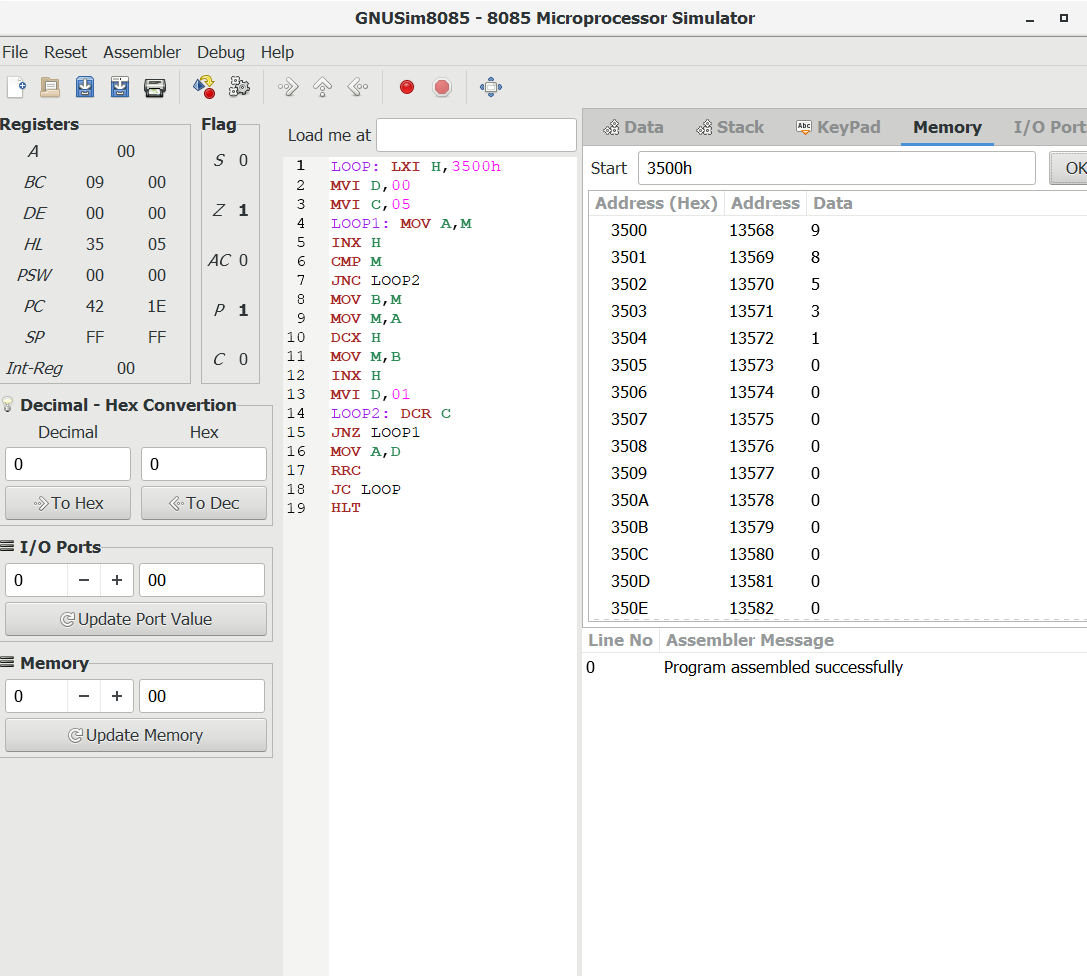 GNUSim8085 - 8085 Microprocessor Simulator
File Reset Assembler Debug Help
Registers
A 00
BC 09 00
DE 00 00
HL 35 05
PSW 00 00
PC 42 1E
SP FF FF
Int-Reg 00
Flag
S 0
Z 1
AC 0
P 1
C 0
Decimal - Hex Convertion
Decimal Hex
0 0
To Hex To Dec
I/O Ports
0 − + 00
Update Port Value
Memory
0 − + 00
Update Memory
Load me at
1 LOOP: LXI H,3500h
2 MVI D,00
3 MVI C,05
4 LOOP1: MOV A,M
5 INX H
6 CMP M
7 JNC LOOP2
8 MOV B,M
9 MOV M,A
10 DCX H
11 MOV M,B
12 INX H
13 MVI D,01
14 LOOP2: DCR C
15 JNZ LOOP1
16 MOV A,D
17 RRC
18 JC LOOP
19 HLT
Data Stack Abc KeyPad Memory I/O Port
Start 3500h OK
Address (Hex) Address Data
3500 13568 9
3501 13569 8
3502 13570 5
3503 13571 3
3504 13572 1
3505 13573 0
3506 13574 0
3507 13575 0
3508 13576 0
3509 13577 0
350A 13578 0
350B 13579 0
350C 13580 0
350D 13581 0
350E 13582 0
Line No Assembler Message
0 Program assembled successfully